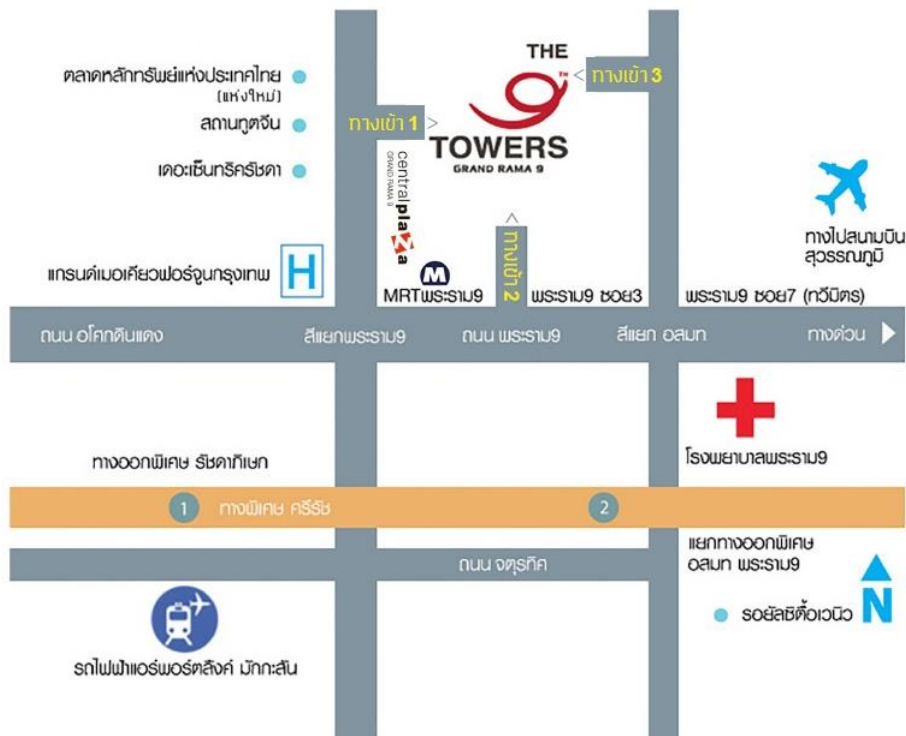 THE
9
TM
TOWERS
GRAND RAMA 9
ตลาดหลักทรัพย์แห่งประเทศไทย
(แห่งใหม่)
สถานทูตจีน
เดอะเซ็นทริครัชดา
ทางเข้า 1 >
< ทางเข้า 3
centralplaza
GRAND RAMA 9
> ทางเข้า 2
ทางไปสนามบิน
สุวรรณภูมิ
แกรนด์เมอเคียวฟอร์จูนกรุงเทพ
H
M
MRTพระราม9
พระราม9 ซอย3
พระราม9 ซอย7 (ทวีมิตร)
ถนน อโศกดินแดง
สี่แยกพระราม9
ถนน พระราม9
สี่แยก อสมท
ทางด่วน
โรงพยาบาลพระราม9
ทางออกพิเศษ รัชดาภิเษก
1
ทางพิเศษ ศรีรัช
2
ถนน จตุรทิศ
แยกทางออกพิเศษ
อสมท พระราม9
รอยัลซิตี้อเวนิว
N
รถไฟฟ้าแอร์พอร์ตลิงค์ มักกะสัน